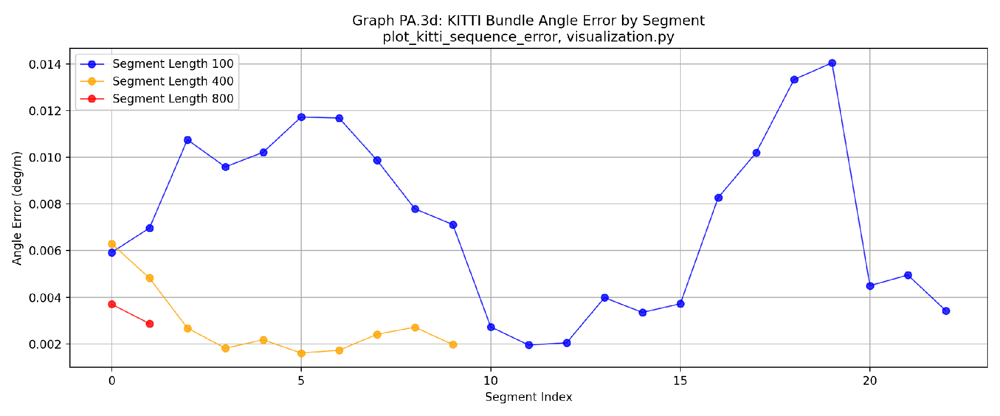 Graph PA.3d: KITTI Bundle Angle Error by Segment
plot_kitti_sequence_error, visualization.py
Segment Length 100
Segment Length 400
Segment Length 800
0.014
0.012
0.010
0.008
0.006
0.004
0.002
Angle Error (deg/m)
0 5 10 15 20
Segment Index